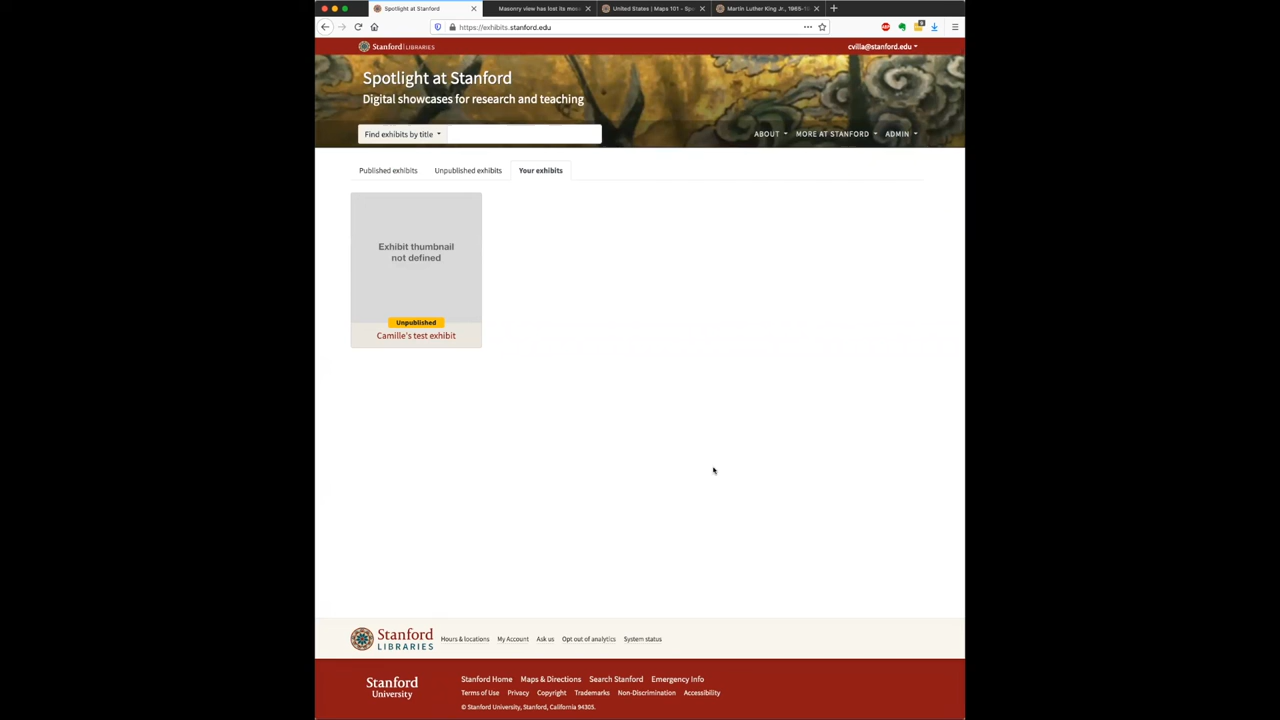 Spotlight at Stanford
Masonry view has lost its mos
United States | Maps 101 - Sp
Martin Luther King Jr., 1965-1
https://exhibits.stanford.edu
Stanford LIBRARIES
cvilla@stanford.edu
Spotlight at Stanford
Digital showcases for research and teaching
Find exhibits by title
ABOUT MORE AT STANFORD ADMIN
Published exhibits Unpublished exhibits Your exhibits
Exhibit thumbnail
not defined
Unpublished
Camille's test exhibit
Stanford
LIBRARIES
Hours & locations My Account Ask us Opt out of analytics System status
Stanford
University
Stanford Home Maps & Directions Search Stanford Emergency Info
Terms of Use Privacy Copyright Trademarks Non-Discrimination Accessibility
© Stanford University, Stanford, California 94305.